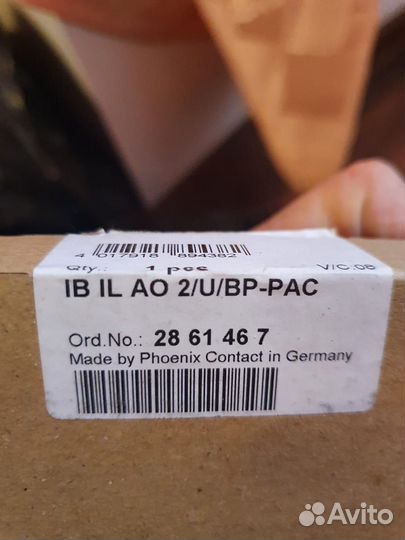 4 017918 894382
Qty.: 1 pce V/C:08
IB IL AO 2/U/BP-PAC
Ord.No.: 28 61 46 7
Made by Phoenix Contact in Germany
Avito